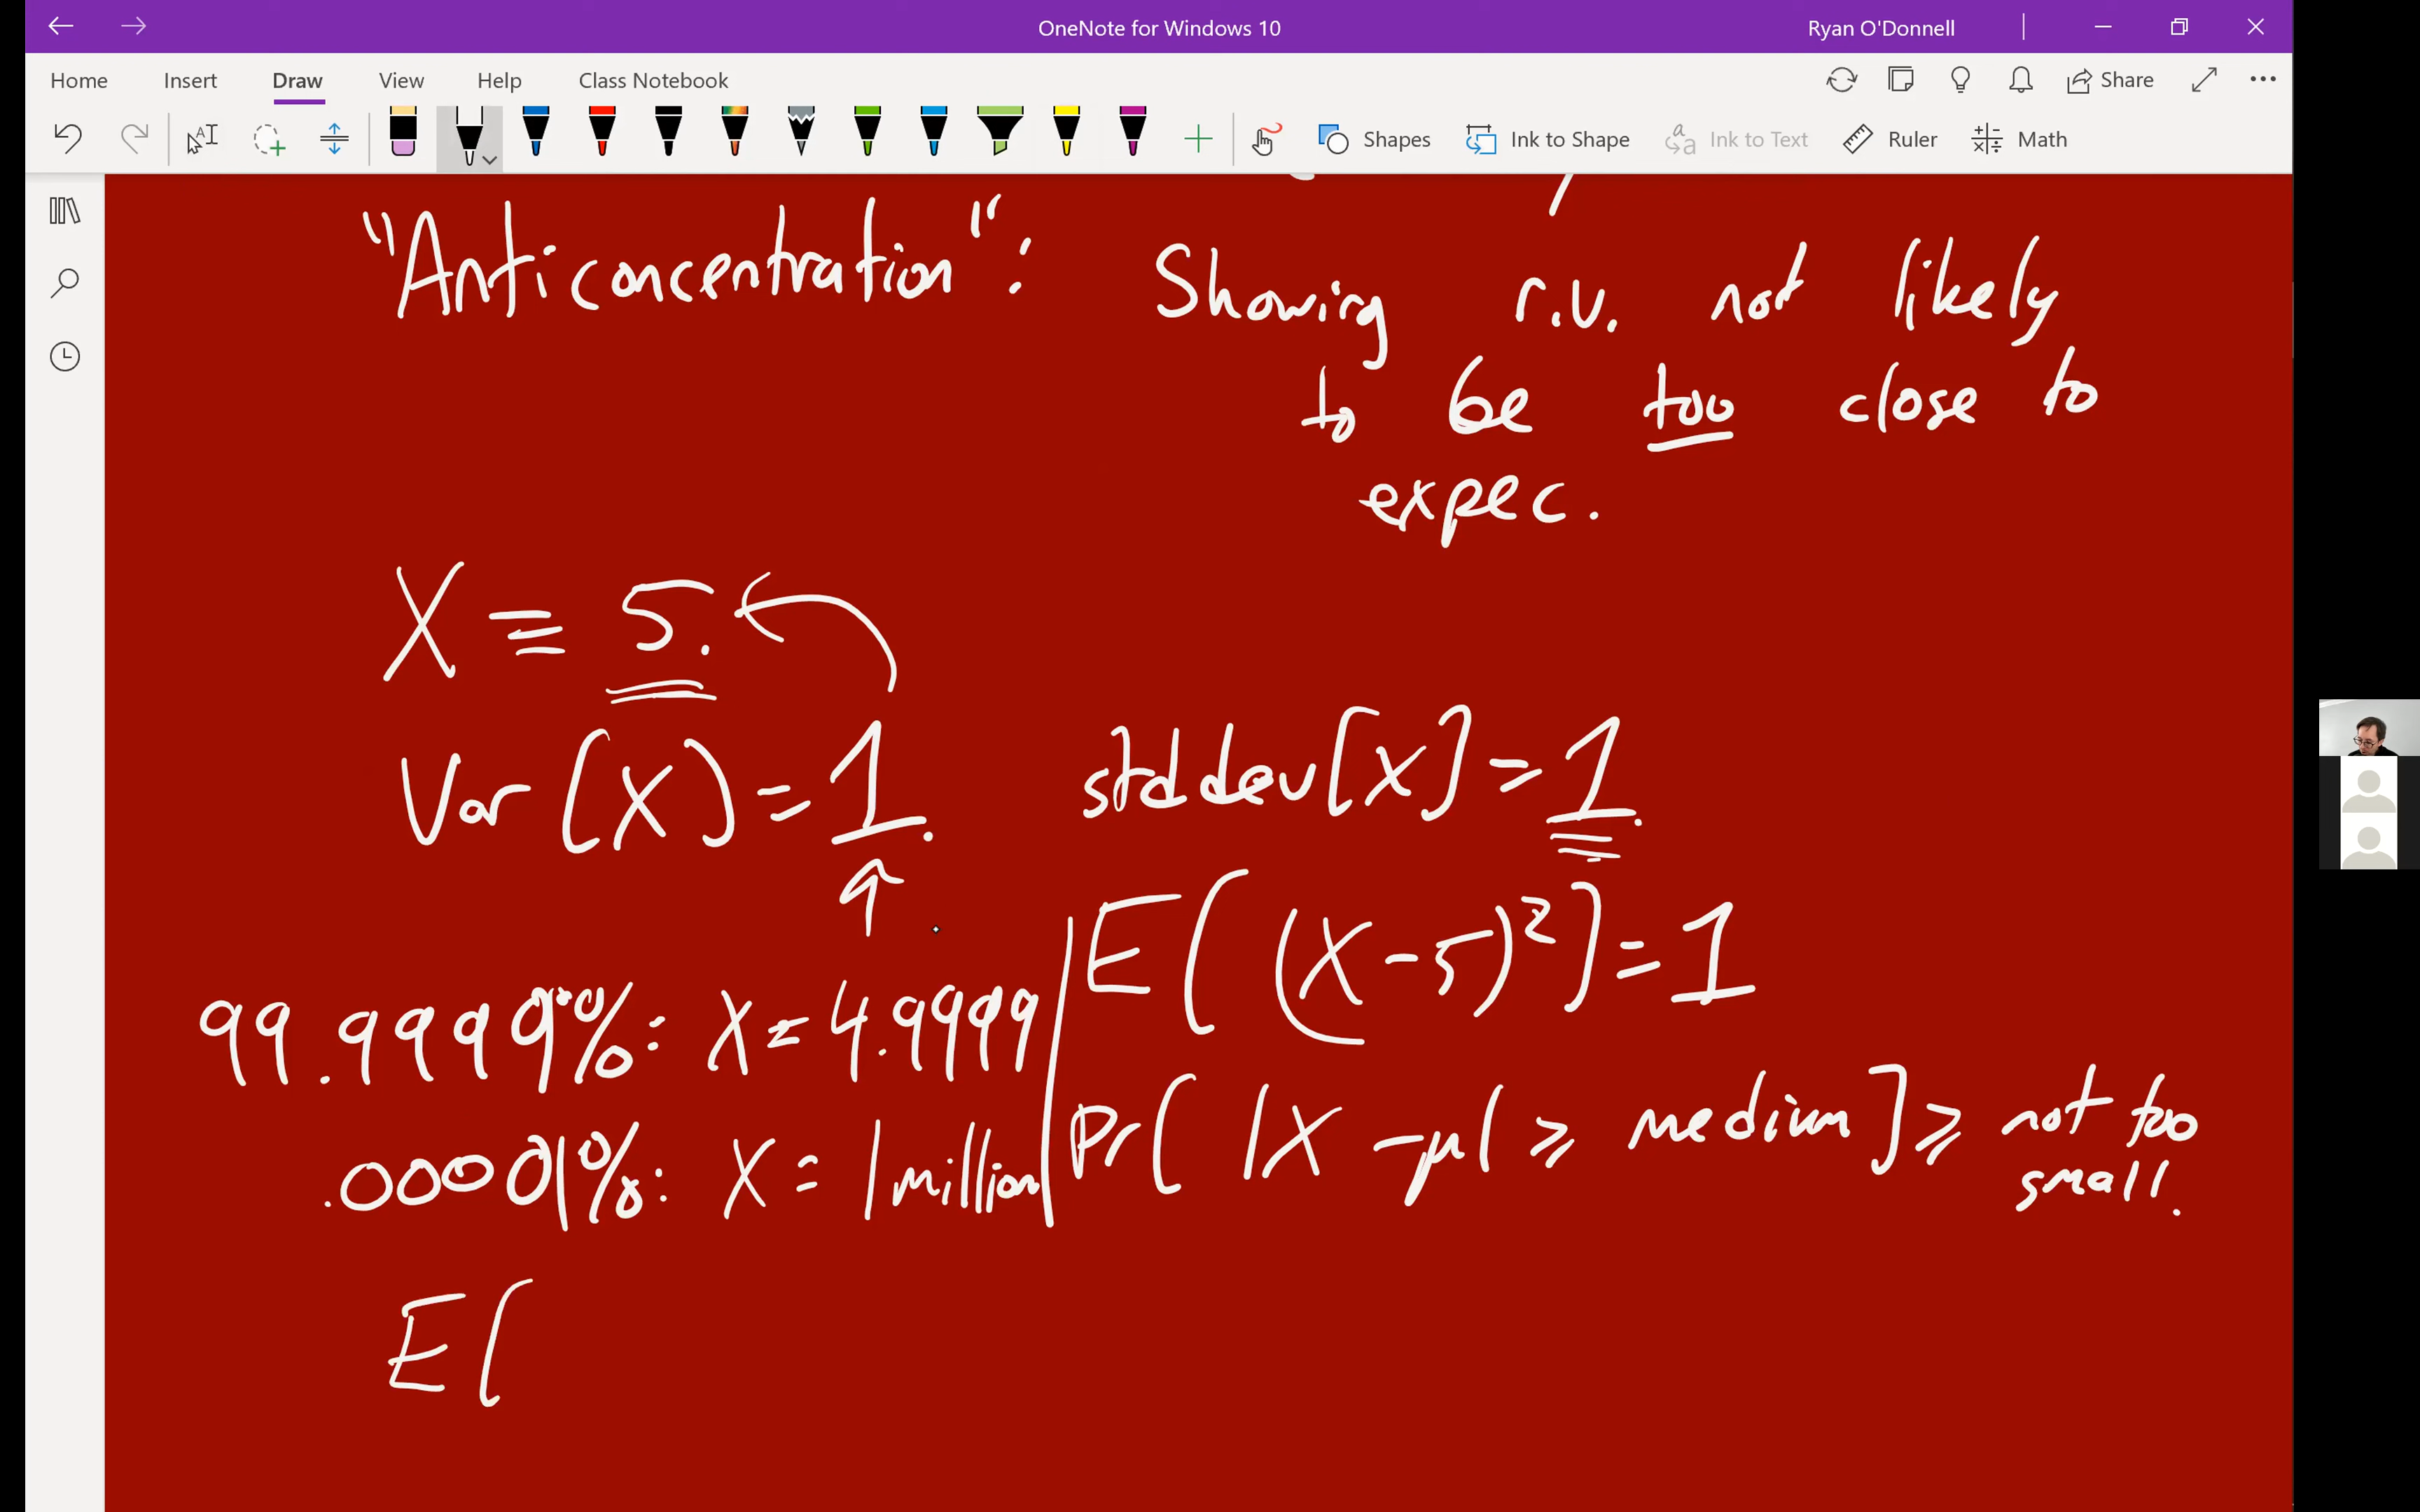 OneNote for Windows 10
Ryan O'Donnell
Home Insert Draw View Help Class Notebook
Share
Shapes Ink to Shape Ink to Text Ruler Math
"Anticoncentration": Showing r.v. not likely
to be too close to
expec.
X ≡ 5.
Var[X] = 1. stddev[X] = 1.
E[(X-5)²] = 1
99.9999%: X = 4.9999
.00001%: X = 1 million
Pr[|X-μ| ≥ medium] ≥ not too
small.
E[